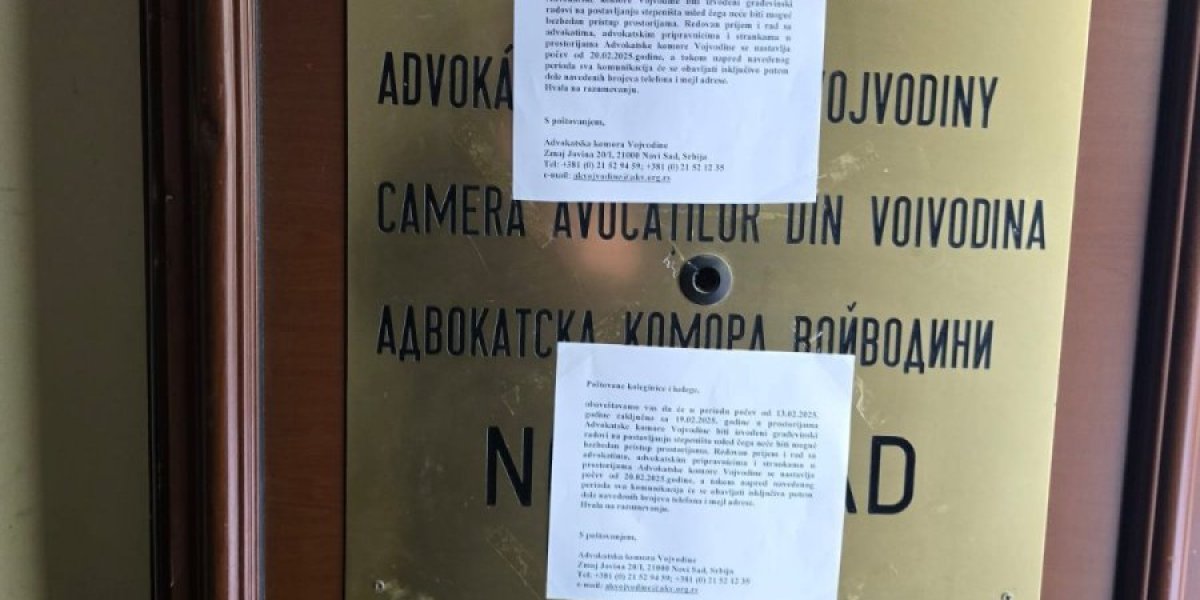 radovi na postavljanju stepeništa usled čega neće biti moguć
bezbedan pristup prostorijama. Redovan prijem i rad sa
advokatima, advokatskim pripravnicima i strankama u
prostorijama Advokatske komore Vojvodine se nastavlja
počev od 20.02.2025.godine, a tokom napred navedenog
perioda sva komunikacija će se obavljati isključivo putem
dole navedenih brojeva telefona i mejl adrese.
Hvala na razumevanju.
S poštovanjem,
Advokatska komora Vojvodine
Zmaj Jovina 20/I, 21000 Novi Sad, Srbija
Tel: +381 (0) 21 52 94 59; +381 (0) 21 52 12 35
e-mail: akvojvodine@akv.org.rs
ADVOKÁ OJVODINY
CAMERA AVOCAȚILOR DIN VOIVODINA
АДВОКАТСКА КОМОРА ВОЙВОДИНИ
N AD
Poštovane koleginice i kolege,
obaveštavamo vas da će u periodu počev od 13.02.2025.
godine zaključno sa 19.02.2025. godine u prostorijama
Advokatske komore Vojvodine biti izvođeni građevinski
radovi na postavljanju stepeništa usled čega neće biti moguć
bezbedan pristup prostorijama. Redovan prijem i rad sa
advokatima, advokatskim pripravnicima i strankama u
prostorijama Advokatske komore Vojvodine se nastavlja
počev od 20.02.2025.godine, a tokom napred navedenog
perioda sva komunikacija će se obavljati isključivo putem
dole navedenih brojeva telefona i mejl adrese.
Hvala na razumevanju.
S poštovanjem,
Advokatska komora Vojvodine
Zmaj Jovina 20/I, 21000 Novi Sad, Srbija
Tel: +381 (0) 21 52 94 59; +381 (0) 21 52 12 35
e-mail: akvojvodine@akv.org.rs